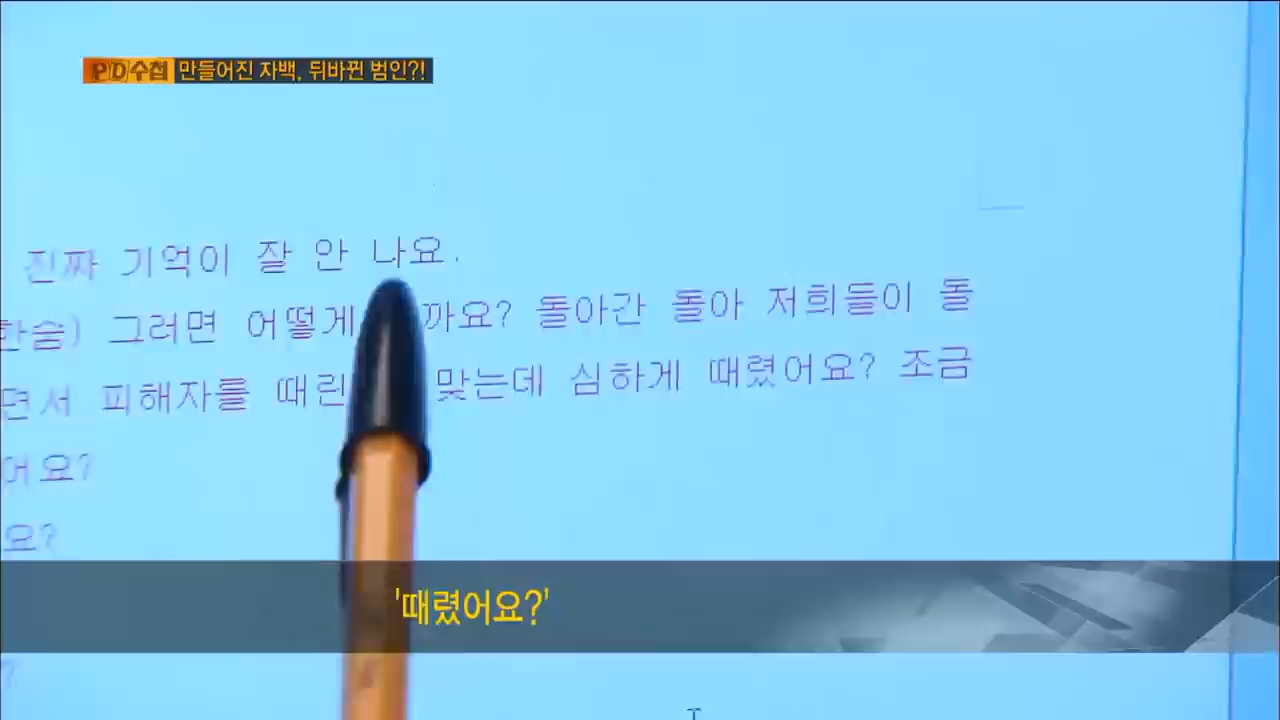 PD수첩 만들어진 자백, 뒤바뀐 범인?!
진짜 기억이 잘 안 나요.
한숨) 그러면 어떻게 까요? 돌아간 돌아 저희들이 돌
면서 피해자를 때린 맞는데 심하게 때렸어요? 조금
어요?
요?
'때렸어요?'
?